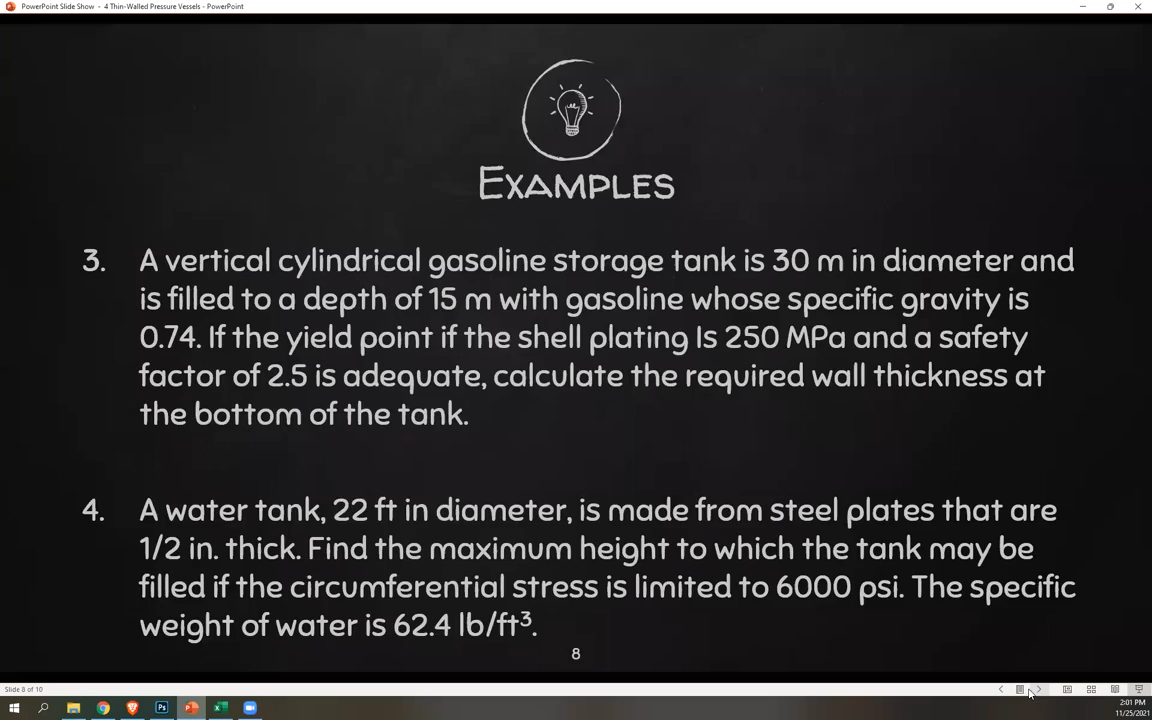 PowerPoint Slide Show - 4 Thin-Walled Pressure Vessels - PowerPoint
EXAMPLES
3. A vertical cylindrical gasoline storage tank is 30 m in diameter and
is filled to a depth of 15 m with gasoline whose specific gravity is
0.74. If the yield point if the shell plating Is 250 MPa and a safety
factor of 2.5 is adequate, calculate the required wall thickness at
the bottom of the tank.
4. A water tank, 22 ft in diameter, is made from steel plates that are
1/2 in. thick. Find the maximum height to which the tank may be
filled if the circumferential stress is limited to 6000 psi. The specific
weight of water is 62.4 lb/ft³.
8
Slide 8 of 10
Ps
2:01 PM
11/25/2021